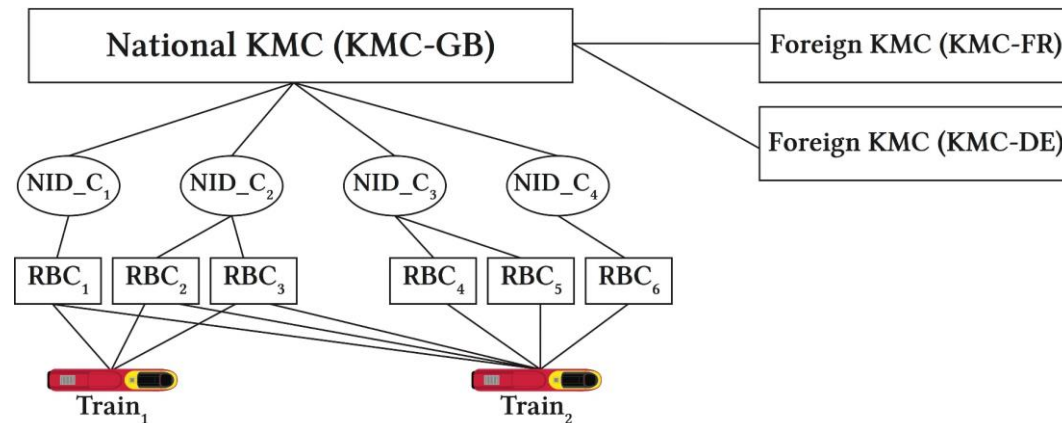 National KMC (KMC-GB)
Foreign KMC (KMC-FR)
Foreign KMC (KMC-DE)
NID_C₁ NID_C₂ NID_C₃ NID_C₄
RBC₁ RBC₂ RBC₃ RBC₄ RBC₅ RBC₆
Train₁ Train₂